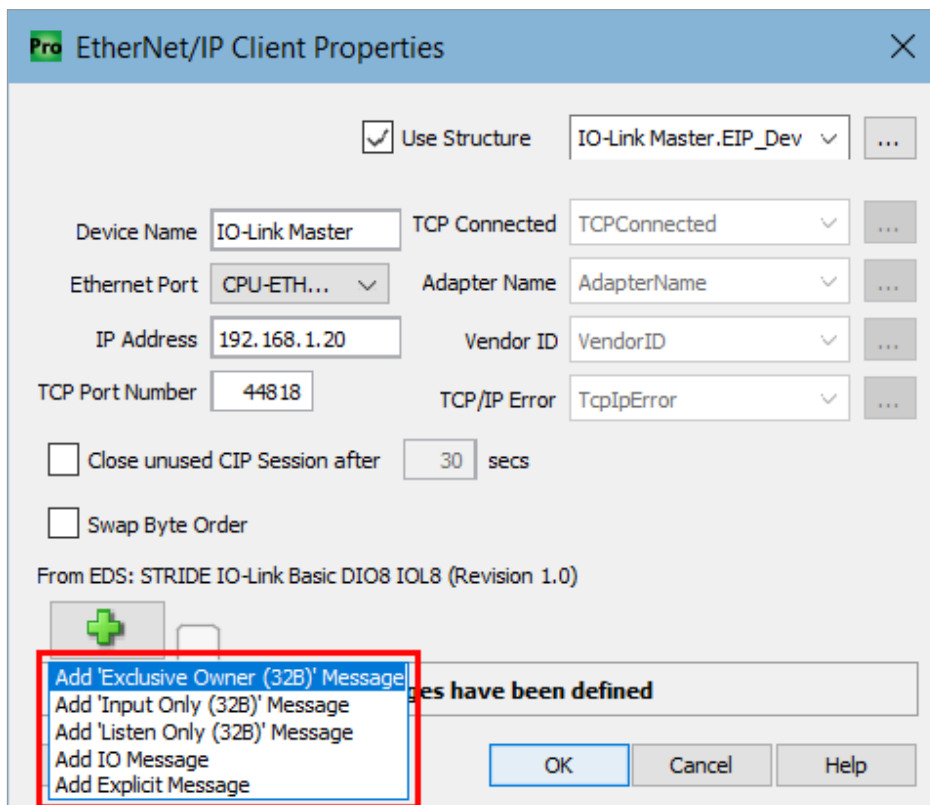 Pro EtherNet/IP Client Properties
Use Structure IO-Link Master.EIP_Dev ...
Device Name IO-Link Master TCP Connected TCPConnected ...
Ethernet Port CPU-ETH... Adapter Name AdapterName ...
IP Address 192.168.1.20 Vendor ID VendorID ...
TCP Port Number 44818 TCP/IP Error TcpIpError ...
Close unused CIP Session after 30 secs
Swap Byte Order
From EDS: STRIDE IO-Link Basic DIO8 IOL8 (Revision 1.0)
Add 'Exclusive Owner (32B)' Message
Add 'Input Only (32B)' Message
Add 'Listen Only (32B)' Message
Add IO Message
Add Explicit Message
have been defined
OK Cancel Help